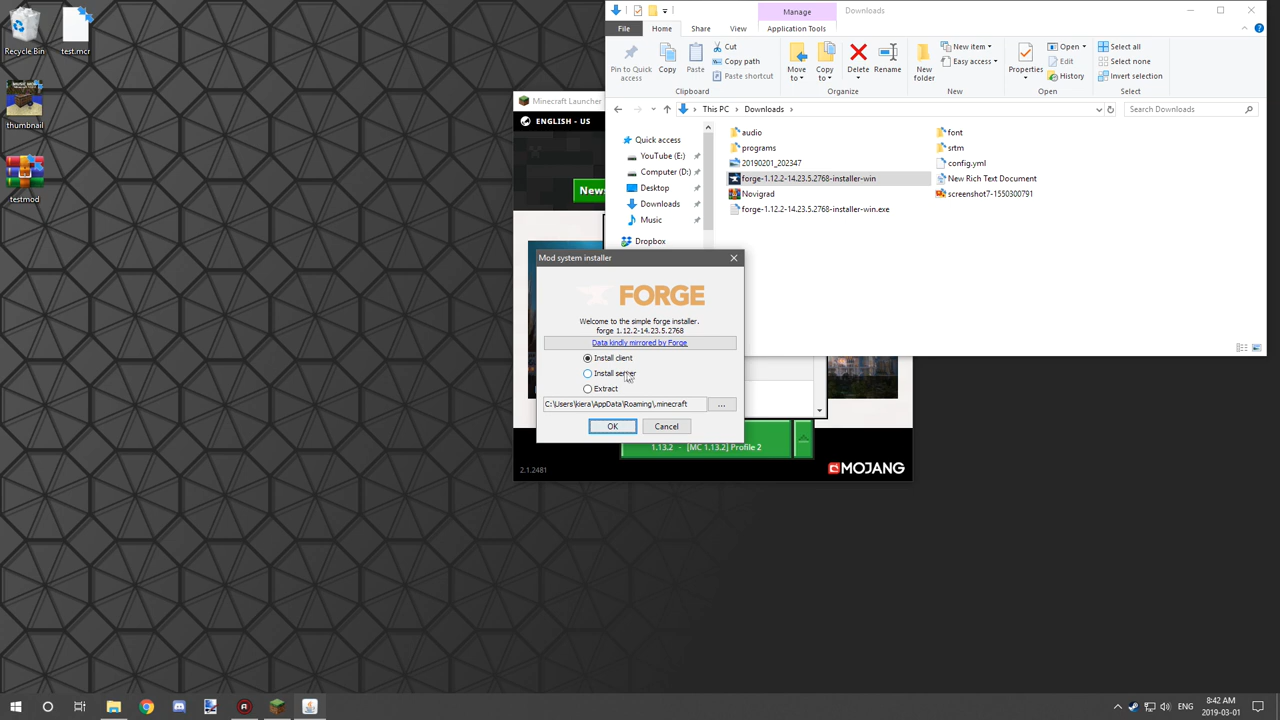 Recycle Bin
test.mcr
thumbnail
testmod
Manage
Downloads
File
Home
Share
View
Application Tools
Pin to Quick access
Copy
Paste
Cut
Copy path
Paste shortcut
Clipboard
Move to
Copy to
Delete
Rename
Organize
New folder
New item
Easy access
New
Properties
Open
Edit
History
Open
Select all
Select none
Invert selection
Select
This PC
Downloads
Search Downloads
Quick access
YouTube (E:)
Computer (D:)
Desktop
Downloads
Music
Dropbox
audio
programs
20190201_202347
forge-1.12.2-14.23.5.2768-installer-win
Novigrad
forge-1.12.2-14.23.5.2768-installer-win.exe
font
srtm
config.yml
New Rich Text Document
screenshot7-1550300791
Minecraft Launcher
ENGLISH - US
News
Mod system installer
FORGE
Welcome to the simple forge installer.
forge 1.12.2-14.23.5.2768
Data kindly mirrored by Forge
Install client
Install server
Extract
C:\Users\kiera\AppData\Roaming\.minecraft
...
OK
Cancel
1.13.2 - [MC 1.13.2] Profile 2
2.1.2481
MOJANG
ENG
8:42 AM
2019-03-01